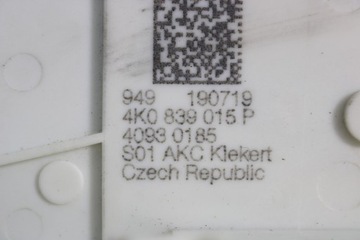 949 190719
4K0 839 015 P
4093 0185
S01 AKC Kiekert
Czech Republic